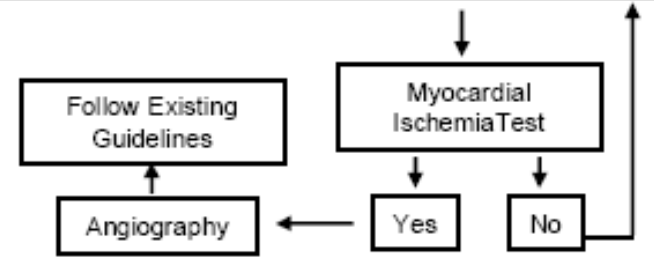 Follow Existing
Guidelines
Myocardial
IschemiaTest
Angiography
Yes
No